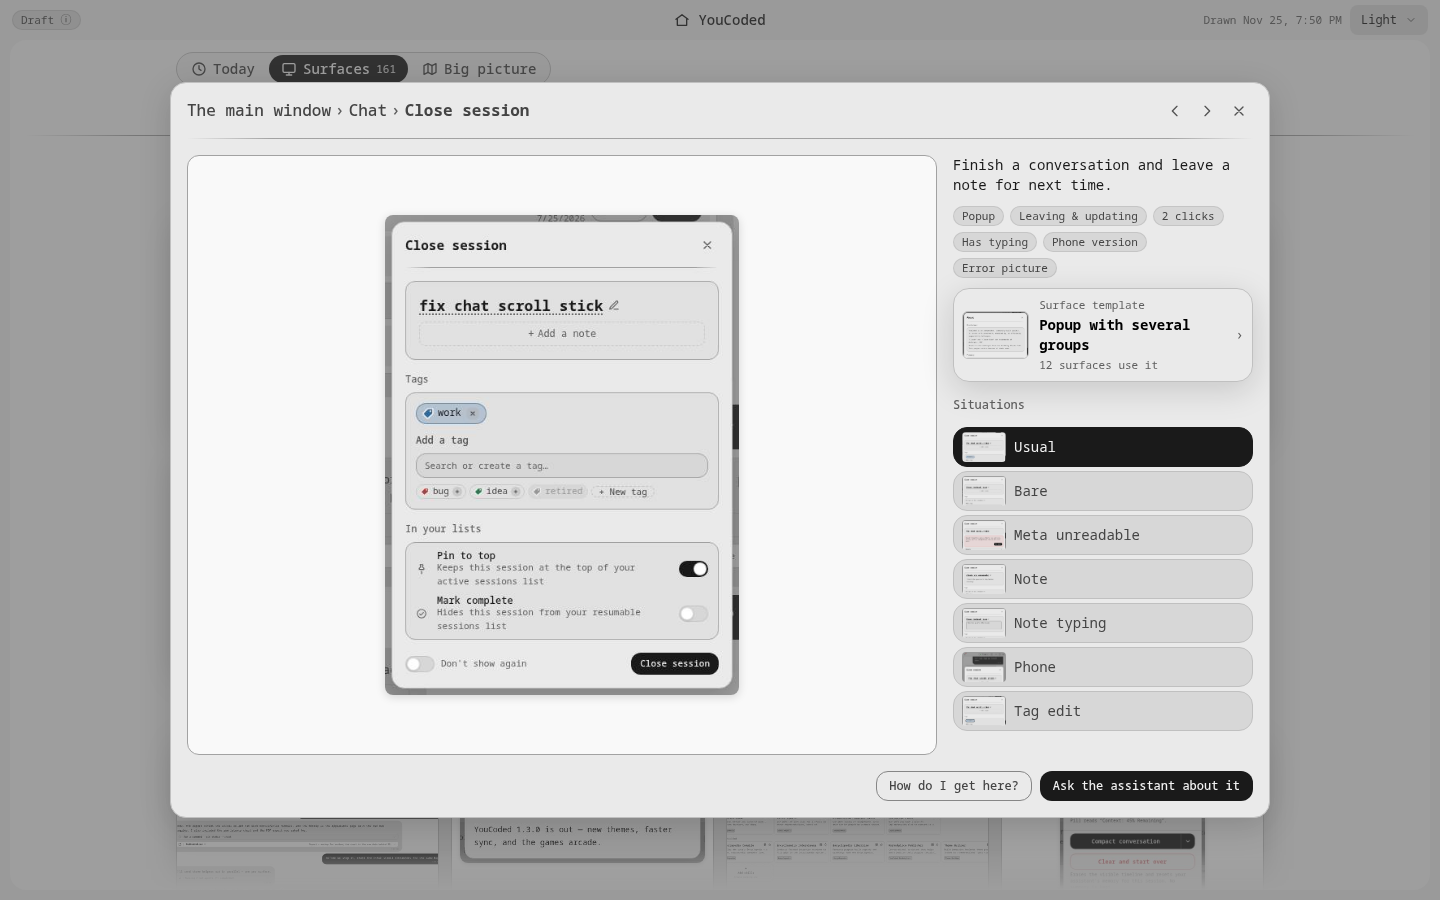 Draft
YouCoded
Drawn Nov 25, 7:50 PM
Light
Today
Surfaces 161
Big picture
The main window › Chat › Close session
7/25/2026
Close session
fix chat scroll stick
+ Add a note
Tags
work
Add a tag
Search or create a tag…
bug
idea
retired
+ New tag
In your lists
Pin to top
Keeps this session at the top of your
active sessions list
Mark complete
Hides this session from your resumable
sessions list
Don't show again
Close session
Finish a conversation and leave a
note for next time.
Popup
Leaving & updating
2 clicks
Has typing
Phone version
Error picture
Surface template
Popup with several
groups
12 surfaces use it
Situations
Usual
Bare
Meta unreadable
Note
Note typing
Phone
Tag edit
How do I get here?
Ask the assistant about it
YouCoded 1.3.0 is out — new themes, faster
sync, and the games arcade.
Compact conversation
Clear and start over